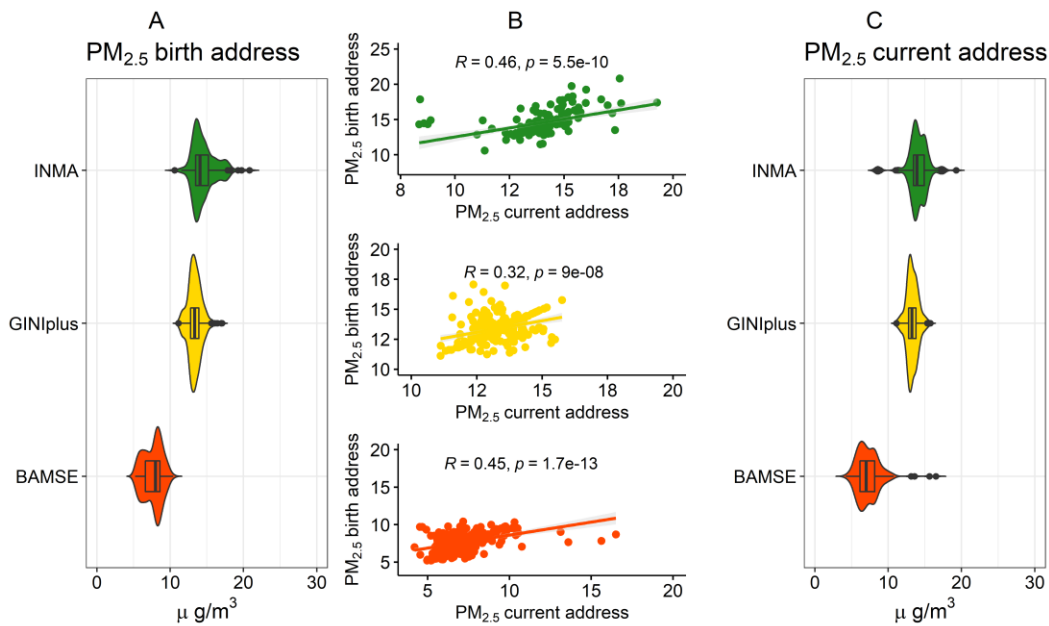 A
PM2.5 birth address
INMA
GINIplus
BAMSE
0 10 20 30
μ g/m³
B
25
20
15
10
PM2.5 birth address
R = 0.46, p = 5.5e-10
8 10 12 15 18 20
PM2.5 current address
20
18
15
12
10
PM2.5 birth address
R = 0.32, p = 9e-08
10 12 15 18 20
PM2.5 current address
20
15
10
5
PM2.5 birth address
R = 0.45, p = 1.7e-13
5 10 15 20
PM2.5 current address
C
PM2.5 current address
INMA
GINIplus
BAMSE
0 10 20 30
μ g/m³